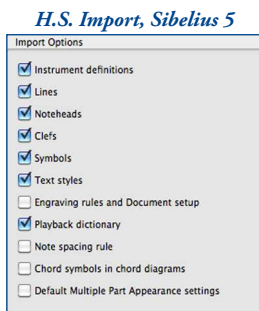 H.S. Import, Sibelius 5
Import Options
Instrument definitions
Lines
Noteheads
Clefs
Symbols
Text styles
Engraving rules and Document setup
Playback dictionary
Note spacing rule
Chord symbols in chord diagrams
Default Multiple Part Appearance settings